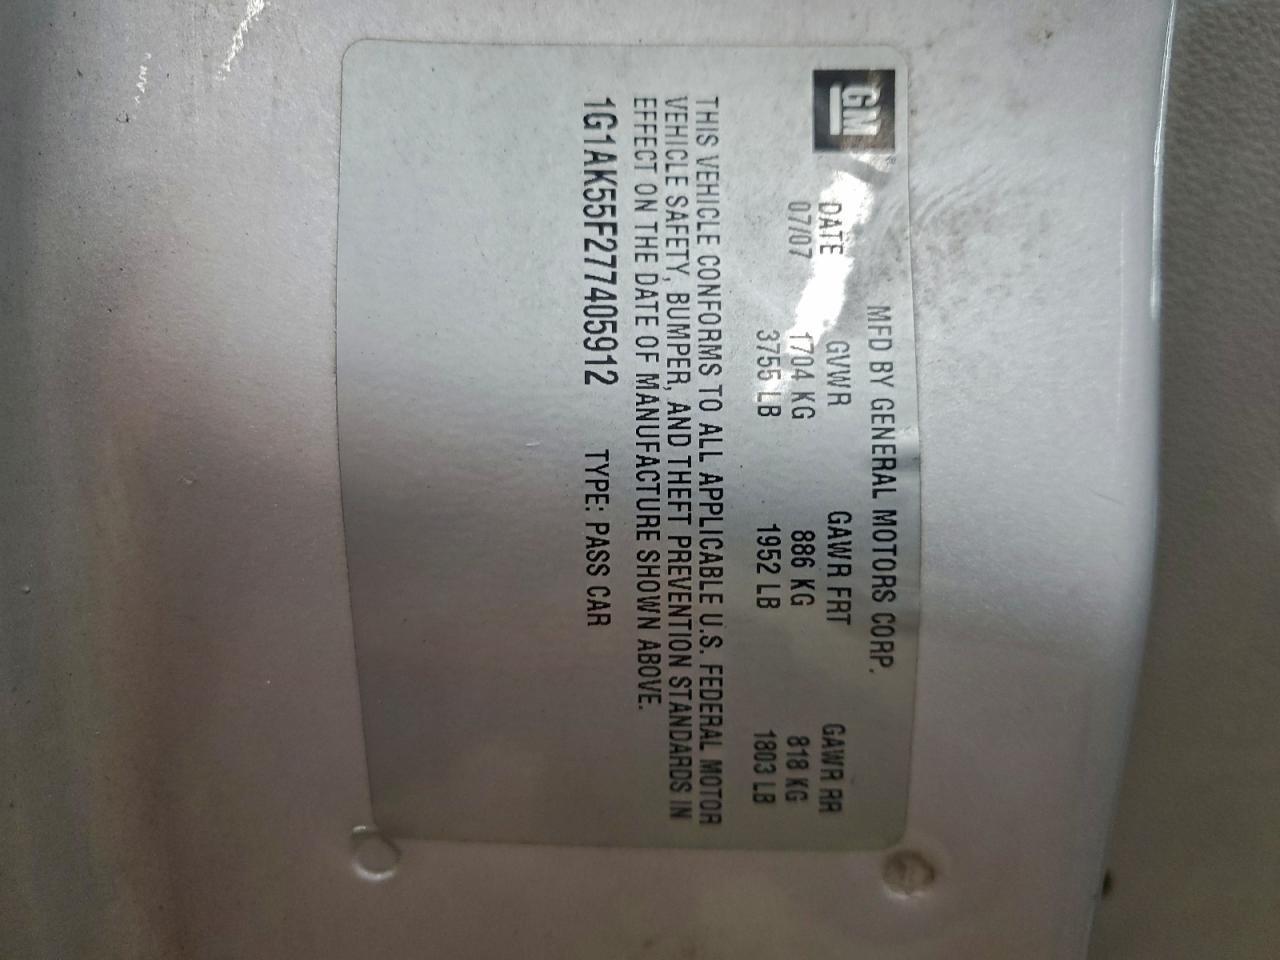 GM
MFD BY GENERAL MOTORS CORP.
DATE GVWR GAWR FRT GAWR RR
07/07 1704 KG 886 KG 818 KG
3755 LB 1952 LB 1803 LB
THIS VEHICLE CONFORMS TO ALL APPLICABLE U.S. FEDERAL MOTOR
VEHICLE SAFETY, BUMPER, AND THEFT PREVENTION STANDARDS IN
EFFECT ON THE DATE OF MANUFACTURE SHOWN ABOVE.
1G1AK55F277405912 TYPE: PASS CAR